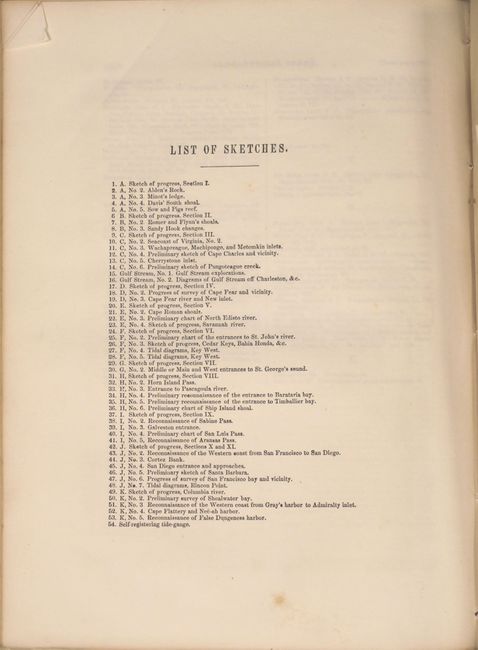 LIST OF SKETCHES.
1. A. Sketch of progress, Section I.
2. A, No. 2. Alden's Rock.
3. A, No. 3. Minot's ledge.
4. A, No. 4. Davis' South shoal.
5. A, No. 5. Sow and Pigs reef.
6. B. Sketch of progress. Section II.
7. B, No. 2. Romer and Flynn's shoals.
8. B, No. 3. Sandy Hook changes.
9. C. Sketch of progress, Section III.
10. C, No. 2. Seacoast of Virginia, No. 2.
11. C, No. 3. Wachapreague, Machipongo, and Metomkin inlets.
12. C, No. 4. Preliminary sketch of Cape Charles and vicinity.
13. C, No. 5. Cherrystone inlet.
14. C, No. 6. Preliminary sketch of Pungoteague creek.
15. Gulf Stream, No. 1. Gulf Stream explorations.
16. Gulf Stream, No. 2. Diagrams of Gulf Stream off Charleston, &c.
17. D. Sketch of progress, Section IV.
18. D, No. 2. Progress of survey of Cape Fear and vicinity.
19. D, No. 3. Cape Fear river and New inlet.
20. E. Sketch of progress, Section V.
21. E, No. 2. Cape Roman shoals.
22. E, No. 3. Preliminary chart of North Edisto river.
23. E, No. 4. Sketch of progress, Savannah river.
24. F. Sketch of progress, Section VI.
25. F, No. 2. Preliminary chart of the entrances to St. John's river.
26. F, No. 3. Sketch of progress, Cedar Keys, Bahia Honda, &c.
27. F, No. 4. Tidal diagrams, Key West.
28. F, No. 5. Tidal diagrams, Key West.
29. G. Sketch of progress, Section VII.
30. G, No. 2. Middle or Main and West entrances to St. George's sound.
31. H, Sketch of progress, Section VIII.
32. H, No. 2. Horn Island Pass.
33. H, No. 3. Entrance to Pascagoula river.
34. H, No. 4. Preliminary reconnaissance of the entrance to Barataria bay.
35. H, No. 5. Preliminary reconnaissance of the entrance to Timballier bay.
36. H, No. 6. Preliminary chart of Ship Island shoal.
37. I. Sketch of progress, Section IX.
38. I, No. 2. Reconnaissance of Sabine Pass.
39. I, No. 3. Galveston entrance.
40. I, No. 4. Preliminary chart of San Luis Pass.
41. I, No. 5, Reconnaissance of Aransas Pass.
42. J. Sketch of progress, Sections X and XI.
43. J, No. 2. Reconnaissance of the Western coast from San Francisco to San Diego.
44. J, No. 3. Cortez Bank.
45. J, No. 4. San Diego entrance and approaches.
46. J, No. 5. Preliminary sketch of Santa Barbara.
47. J, No. 6. Progress of survey of San Francisco bay and vicinity.
48. J, No. 7. Tidal diagrams, Rincon Point.
49. K. Sketch of progress, Columbia river.
50. K, No. 2. Preliminary survey of Shoalwater bay.
51. K, No. 3. Reconnaissance of the Western coast from Gray's harbor to Admiralty inlet.
52. K, No. 4. Cape Flattery and Neé-ah harbor.
53. K, No. 5. Reconnaissance of False Dungeness harbor.
54. Self-registering tide-gauge.